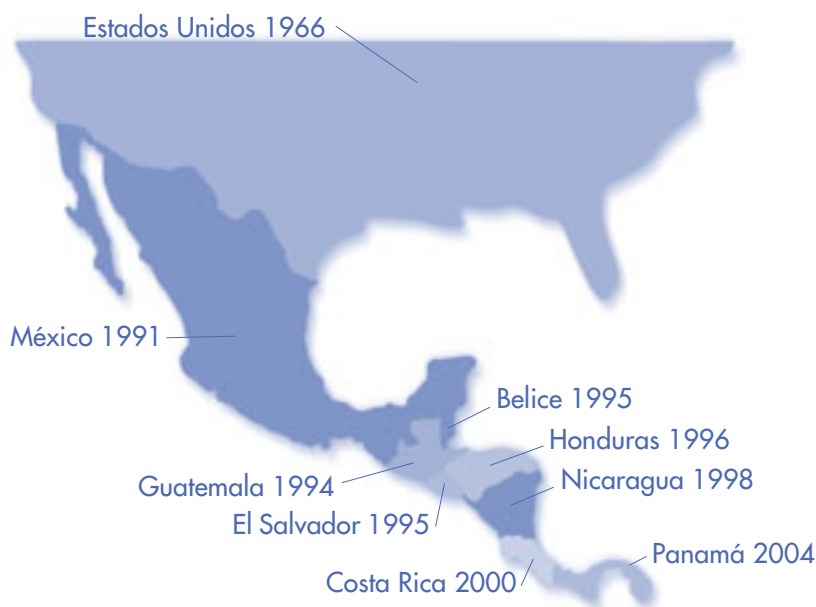 Estados Unidos 1966
México 1991
Belice 1995
Honduras 1996
Guatemala 1994
Nicaragua 1998
El Salvador 1995
Panamá 2004
Costa Rica 2000